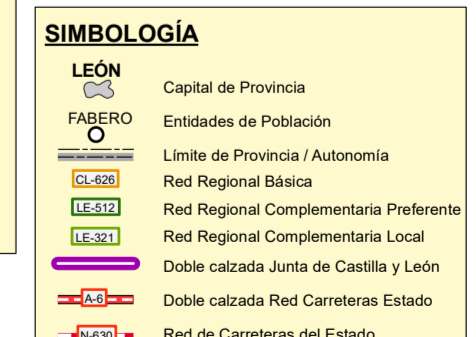 SIMBOLOGÍA
LEÓN
Capital de Provincia
FABERO
Entidades de Población
Límite de Provincia / Autonomía
CL-626 Red Regional Básica
LE-512 Red Regional Complementaria Preferente
LE-321 Red Regional Complementaria Local
Doble calzada Junta de Castilla y León
A-6 Doble calzada Red Carreteras Estado
N-630 Red de Carreteras del Estado